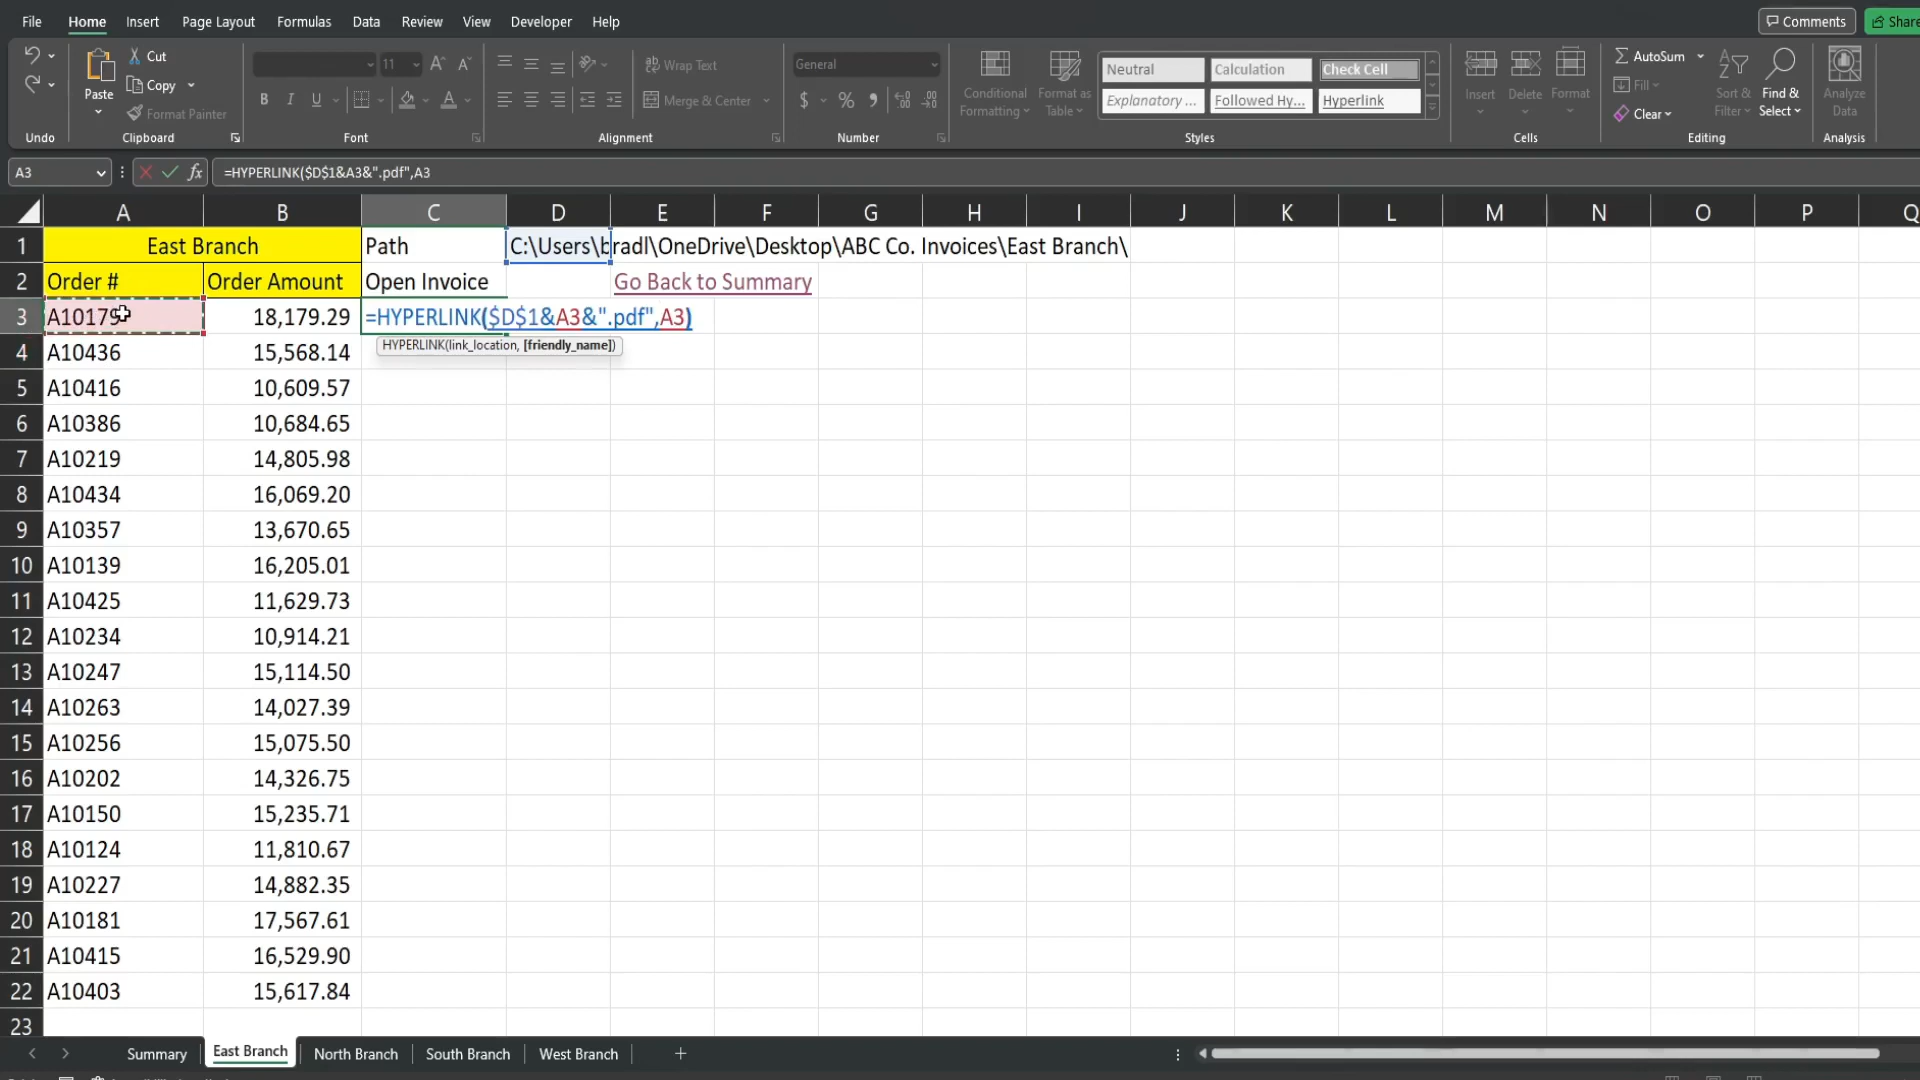 File Home Insert Page Layout Formulas Data Review View Developer Help Comments Share
Cut
Copy
Format Painter
Paste
11
Wrap Text
Merge & Center
General
Conditional Formatting
Format as Table
Neutral Calculation Check Cell
Explanatory ... Followed Hy... Hyperlink
Insert Delete Format
AutoSum
Fill
Clear
Sort & Filter
Find & Select
Analyze Data
Undo Clipboard Font Alignment Number Styles Cells Editing Analysis
A3 fx =HYPERLINK($D$1&A3&".pdf",A3
A B C D E F G H I J K L M N O P Q
1 East Branch Path C:\Users\bradl\OneDrive\Desktop\ABC Co. Invoices\East Branch\
2 Order # Order Amount Open Invoice Go Back to Summary
3 A10179 18,179.29 =HYPERLINK($D$1&A3&".pdf",A3)
HYPERLINK(link_location, [friendly_name])
4 A10436 15,568.14
5 A10416 10,609.57
6 A10386 10,684.65
7 A10219 14,805.98
8 A10434 16,069.20
9 A10357 13,670.65
10 A10139 16,205.01
11 A10425 11,629.73
12 A10234 10,914.21
13 A10247 15,114.50
14 A10263 14,027.39
15 A10256 15,075.50
16 A10202 14,326.75
17 A10150 15,235.71
18 A10124 11,810.67
19 A10227 14,882.35
20 A10181 17,567.61
21 A10415 16,529.90
22 A10403 15,617.84
23
Summary East Branch North Branch South Branch West Branch